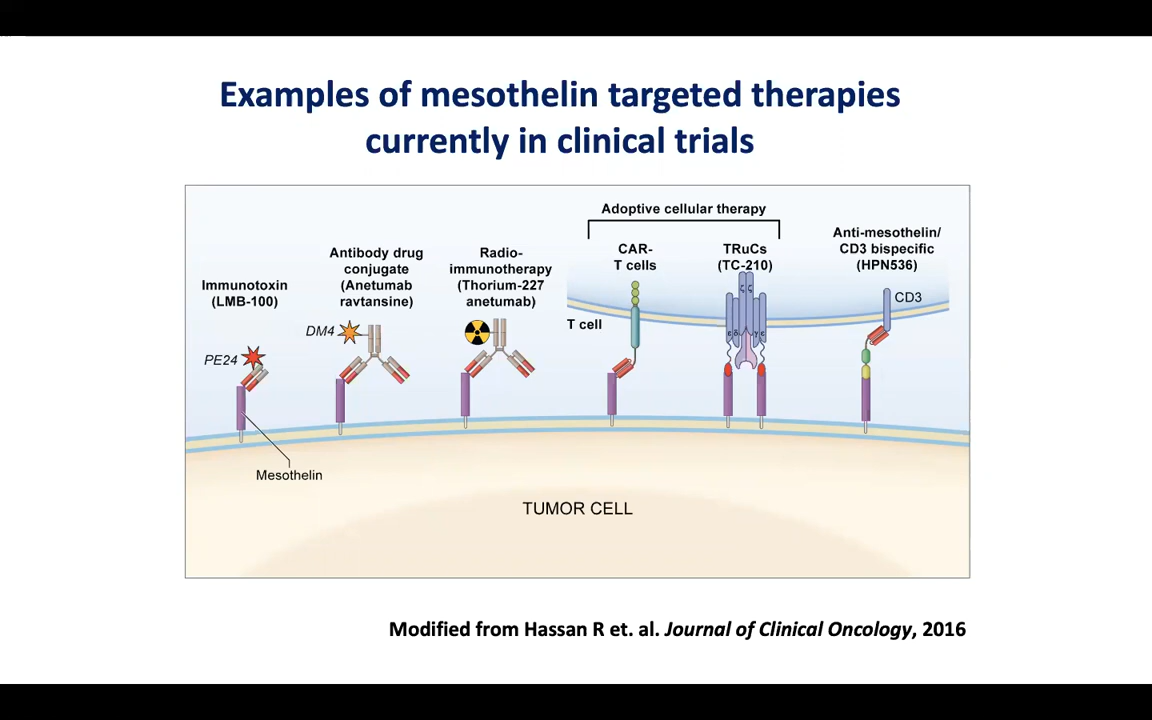 Examples of mesothelin targeted therapies
currently in clinical trials
Adoptive cellular therapy
Immunotoxin
(LMB-100)
Antibody drug
conjugate
(Anetumab
ravtansine)
Radio-
immunotherapy
(Thorium-227
anetumab)
CAR-
T cells
TRuCs
(TC-210)
Anti-mesothelin/
CD3 bispecific
(HPN536)
PE24
DM4
T cell
ζ ζ
ε δ γ ε
CD3
Mesothelin
TUMOR CELL
Modified from Hassan R et. al. Journal of Clinical Oncology, 2016